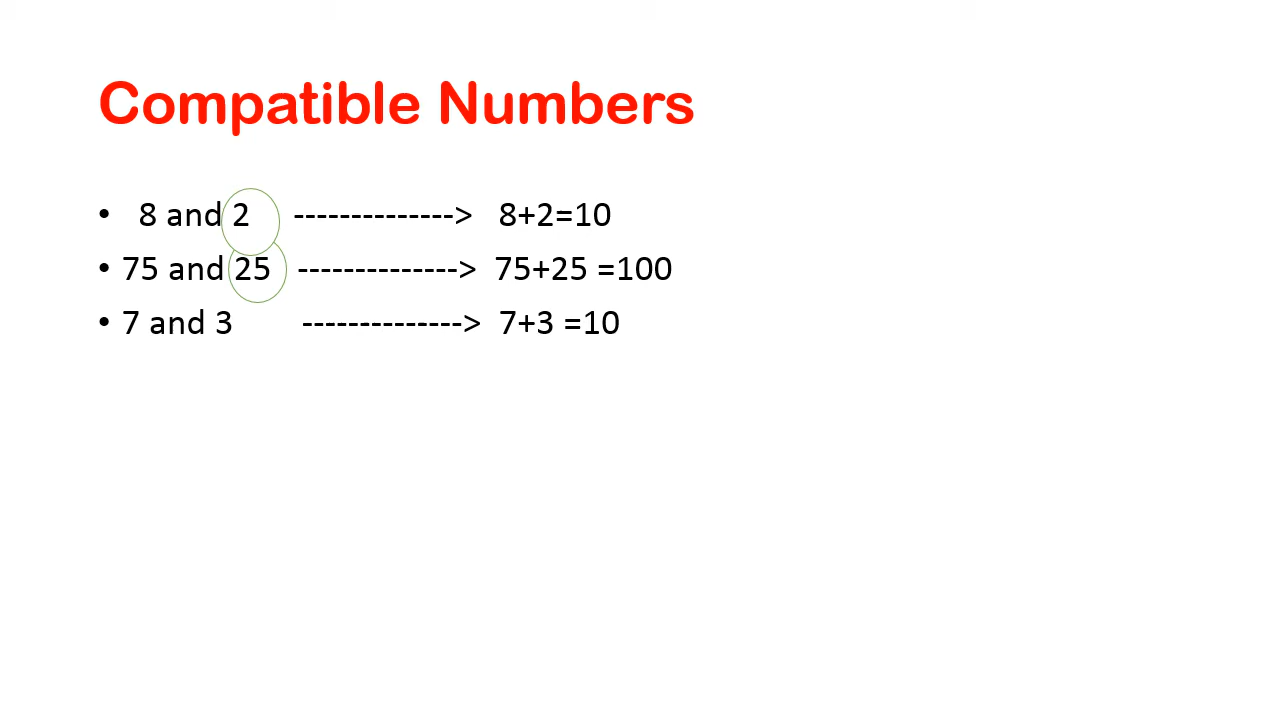 Compatible Numbers
• 8 and 2 --------------> 8+2=10
• 75 and 25 --------------> 75+25 =100
• 7 and 3 --------------> 7+3 =10